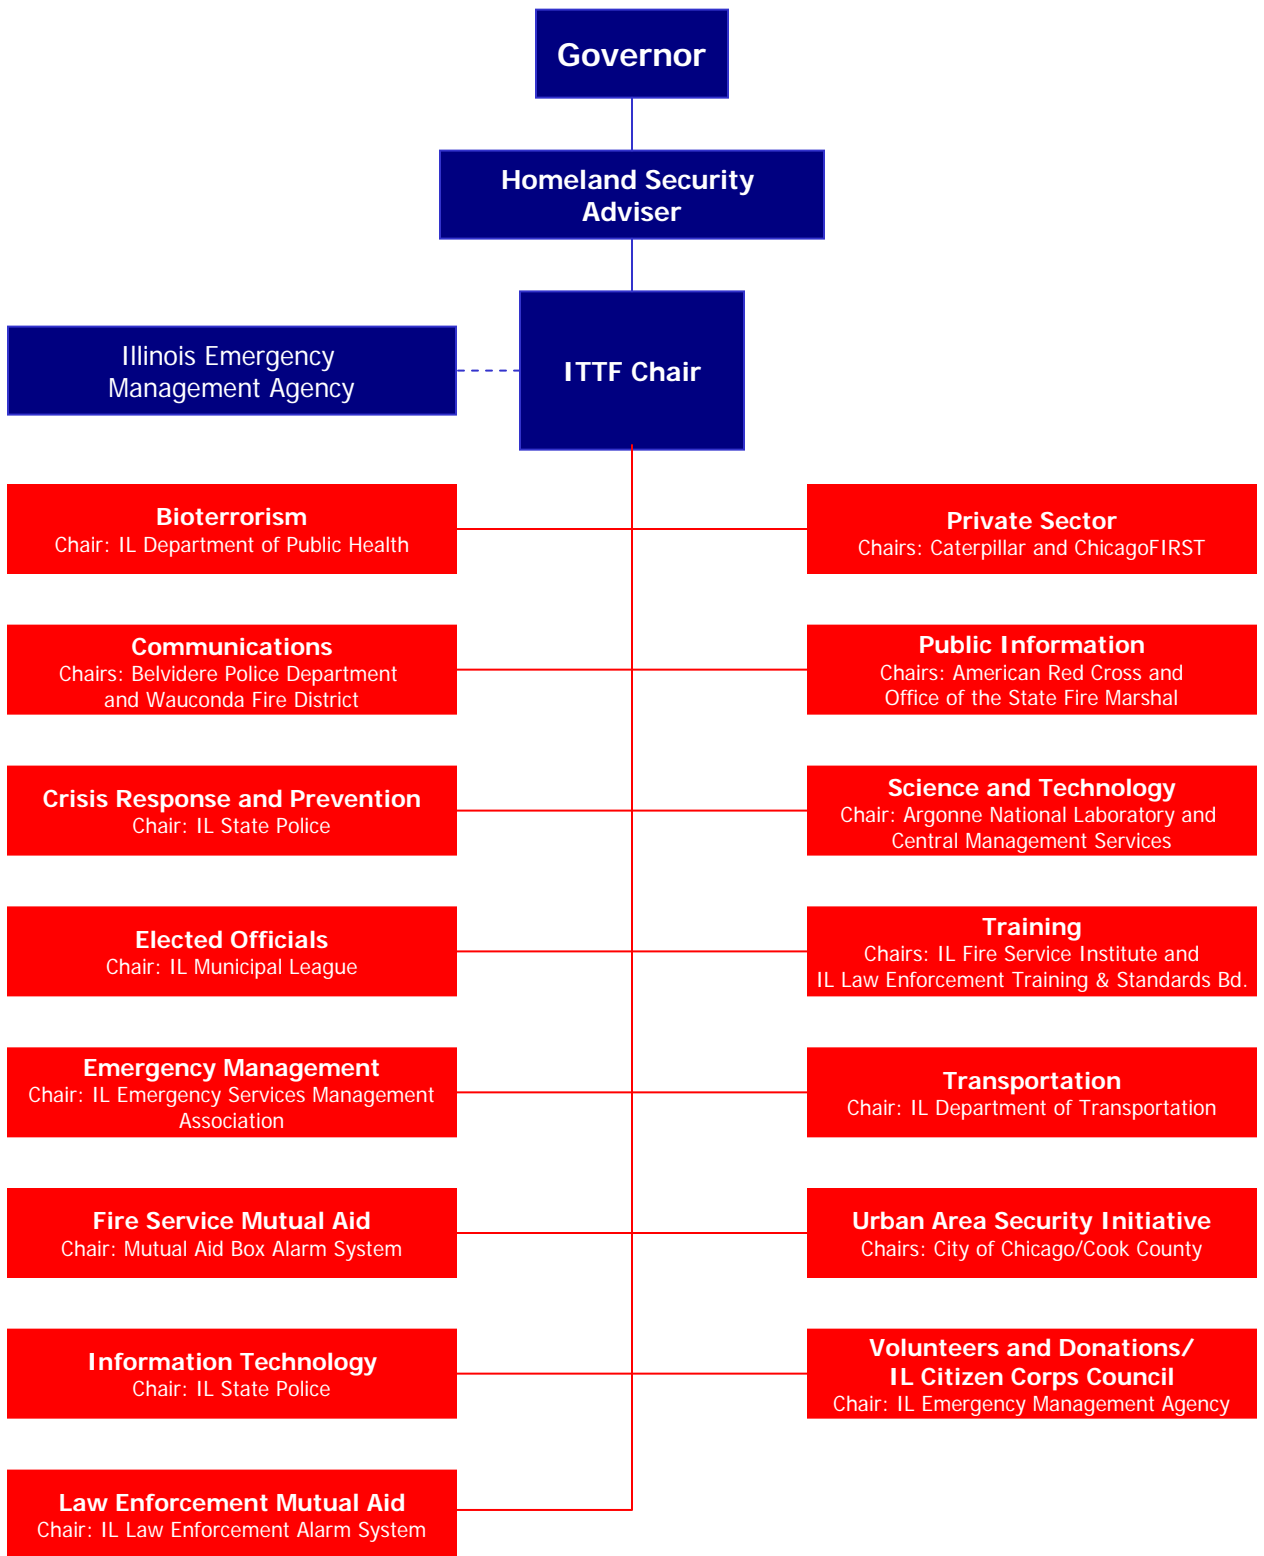 Governor
Homeland Security
Adviser
Illinois Emergency
Management Agency
ITTF Chair
Bioterrorism
Chair: IL Department of Public Health
Private Sector
Chairs: Caterpillar and ChicagoFIRST
Communications
Chairs: Belvidere Police Department
and Wauconda Fire District
Public Information
Chairs: American Red Cross and
Office of the State Fire Marshal
Crisis Response and Prevention
Chair: IL State Police
Science and Technology
Chair: Argonne National Laboratory and
Central Management Services
Elected Officials
Chair: IL Municipal League
Training
Chairs: IL Fire Service Institute and
IL Law Enforcement Training & Standards Bd.
Emergency Management
Chair: IL Emergency Services Management
Association
Transportation
Chair: IL Department of Transportation
Fire Service Mutual Aid
Chair: Mutual Aid Box Alarm System
Urban Area Security Initiative
Chairs: City of Chicago/Cook County
Information Technology
Chair: IL State Police
Volunteers and Donations/
IL Citizen Corps Council
Chair: IL Emergency Management Agency
Law Enforcement Mutual Aid
Chair: IL Law Enforcement Alarm System